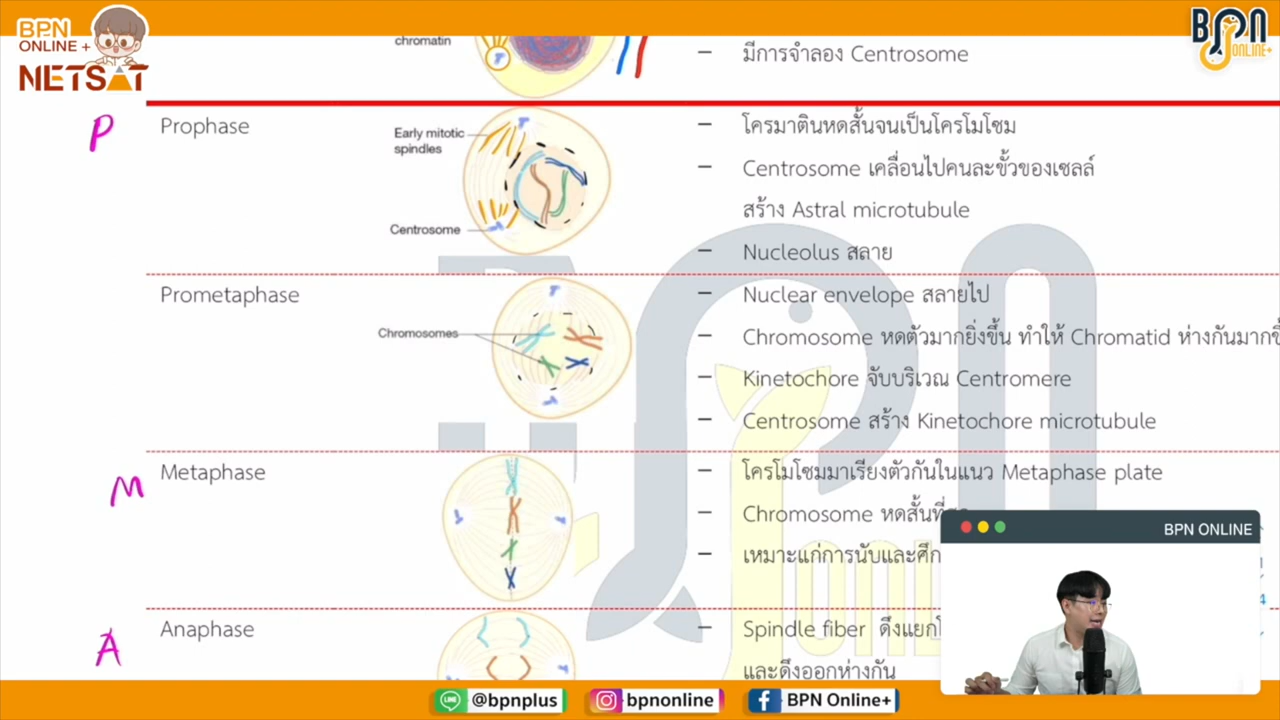 BPN
ONLINE +
NETSAT
BPN
ONLINE+
chromatin
มีการจำลอง Centrosome
P
Prophase
Early mitotic
spindles
Centrosome
โครมาตินหดสั้นจนเป็นโครโมโซม
Centrosome เคลื่อนไปคนละขั้วของเซลล์
สร้าง Astral microtubule
Nucleolus สลาย
Prometaphase
Chromosomes
Nuclear envelope สลายไป
Chromosome หดตัวมากยิ่งขึ้น ทำให้ Chromatid ห่างกันมาก
Kinetochore จับบริเวณ Centromere
Centrosome สร้าง Kinetochore microtubule
M
Metaphase
โครโมโซมมาเรียงตัวกันในแนว Metaphase plate
Chromosome หดสั้นที่
เหมาะแก่การนับและศึก
A
Anaphase
Spindle fiber ดึงแยก
และดึงออกห่างกัน
BPN ONLINE
@bpnplus
bpnonline
BPN Online+